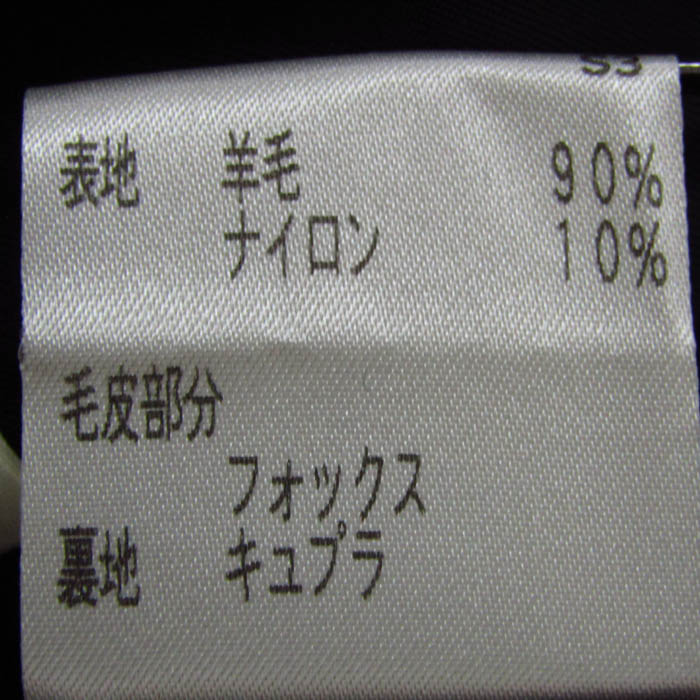 S3
表地 羊毛 90%
ナイロン 10%
毛皮部分
フォックス
裏地 キュプラ